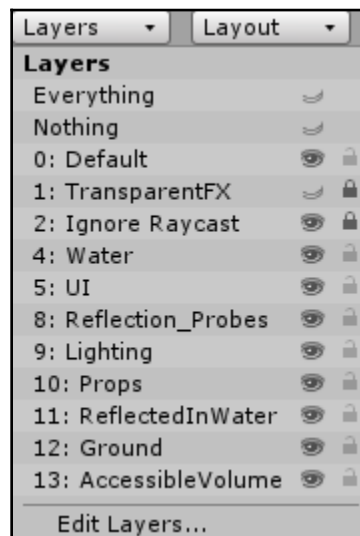 Layers Layout
Layers
Everything
Nothing
0: Default
1: TransparentFX
2: Ignore Raycast
4: Water
5: UI
8: Reflection_Probes
9: Lighting
10: Props
11: ReflectedInWater
12: Ground
13: AccessibleVolume
Edit Layers...